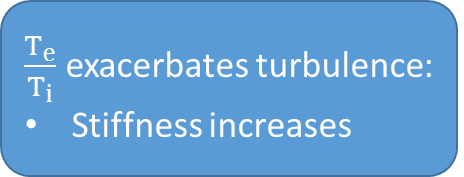 Te/Ti exacerbates turbulence:
• Stiffness increases